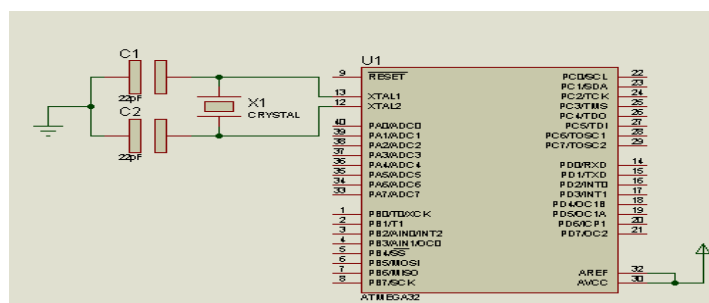 C1
22pF
C2
22pF
X1
CRYSTAL
U1
9 RESET
13 XTAL1
12 XTAL2
40 PA0/ADC0
39 PA1/ADC1
38 PA2/ADC2
37 PA3/ADC3
36 PA4/ADC4
35 PA5/ADC5
34 PA6/ADC6
33 PA7/ADC7
1 PB0/T0/XCK
2 PB1/T1
3 PB2/AIN0/INT2
4 PB3/AIN1/OC0
5 PB4/SS
6 PB5/MOSI
7 PB6/MISO
8 PB7/SCK
PC0/SCL 22
PC1/SDA 23
PC2/TCK 24
PC3/TMS 25
PC4/TDO 26
PC5/TDI 27
PC6/TOSC1 28
PC7/TOSC2 29
PD0/RXD 14
PD1/TXD 15
PD2/INT0 16
PD3/INT1 17
PD4/OC1B 18
PD5/OC1A 19
PD6/ICP1 20
PD7/OC2 21
AREF 32
AVCC 30
ATMEGA32